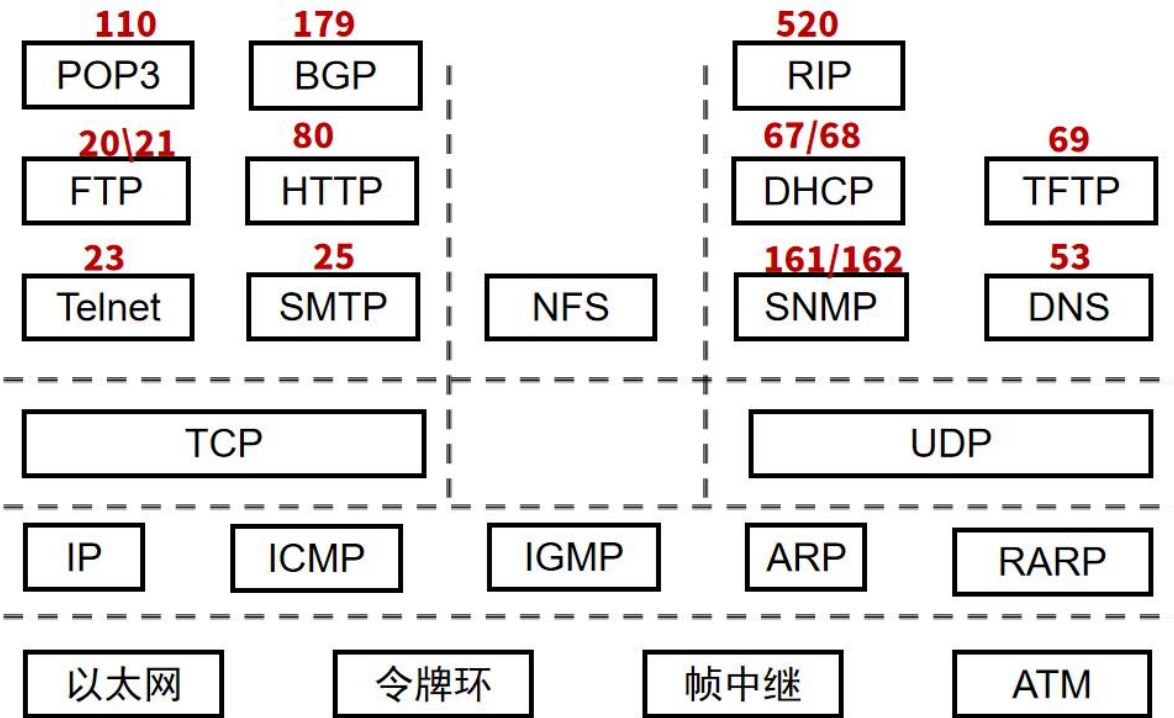 110 179 520
POP3 BGP RIP
20\21 80 67/68 69
FTP HTTP DHCP TFTP
23 25 161/162 53
Telnet SMTP NFS SNMP DNS
TCP UDP
IP ICMP IGMP ARP RARP
以太网 令牌环 帧中继 ATM